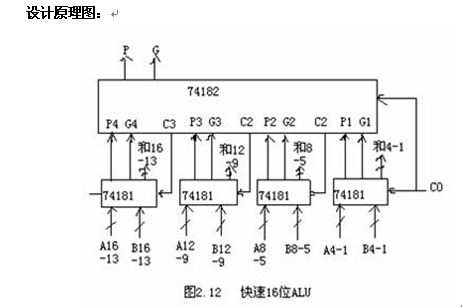 设计原理图：
P G
74182
P4 G4 C3 P3 G3 C2 P2 G2 C2 P1 G1
和16 -13 和12 -9 和8 -5 和4-1
74181 74181 74181 74181 C0
A16 -13 B16 -13 A12 -9 B12 -9 A8 -5 B8-5 A4-1 B4-1
图2.12 快速16位ALU